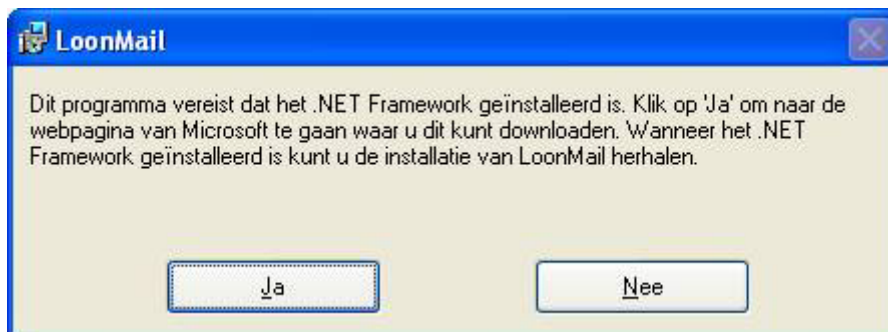 LoonMail
Dit programma vereist dat het .NET Framework geïnstalleerd is. Klik op 'Ja' om naar de
webpagina van Microsoft te gaan waar u dit kunt downloaden. Wanneer het .NET
Framework geïnstalleerd is kunt u de installatie van LoonMail herhalen.
Ja
Nee